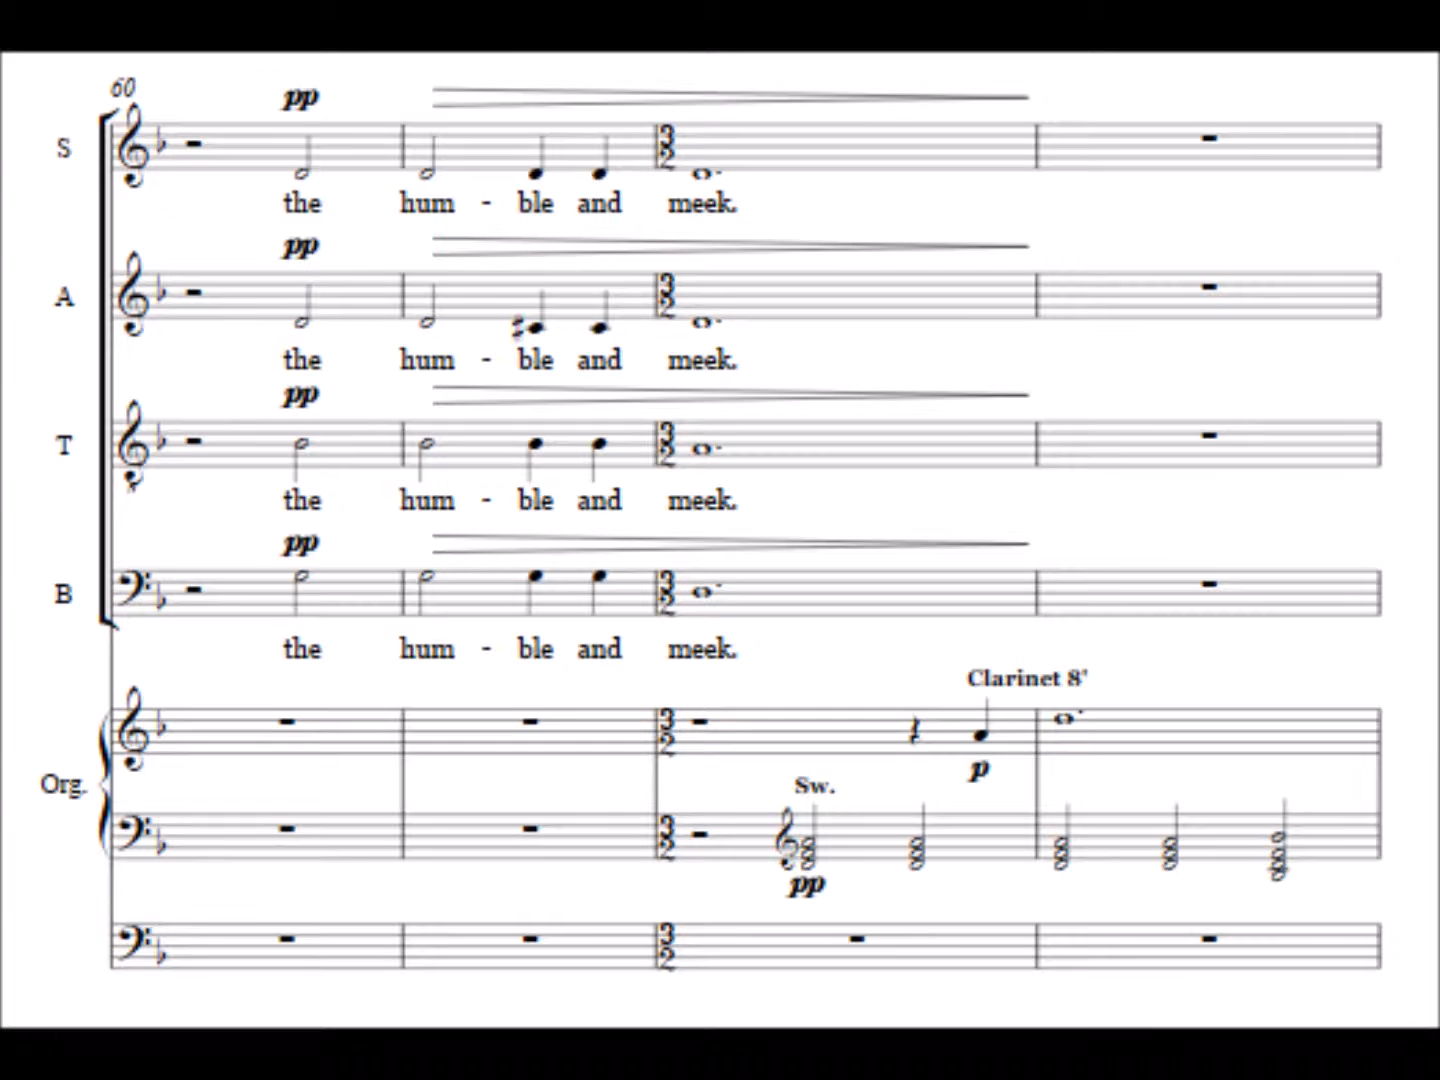 60
pp
S
the hum - ble and meek.
pp
A
the hum - ble and meek.
pp
T
the hum - ble and meek.
pp
B
the hum - ble and meek.
Clarinet 8'
p
Org.
Sw.
pp